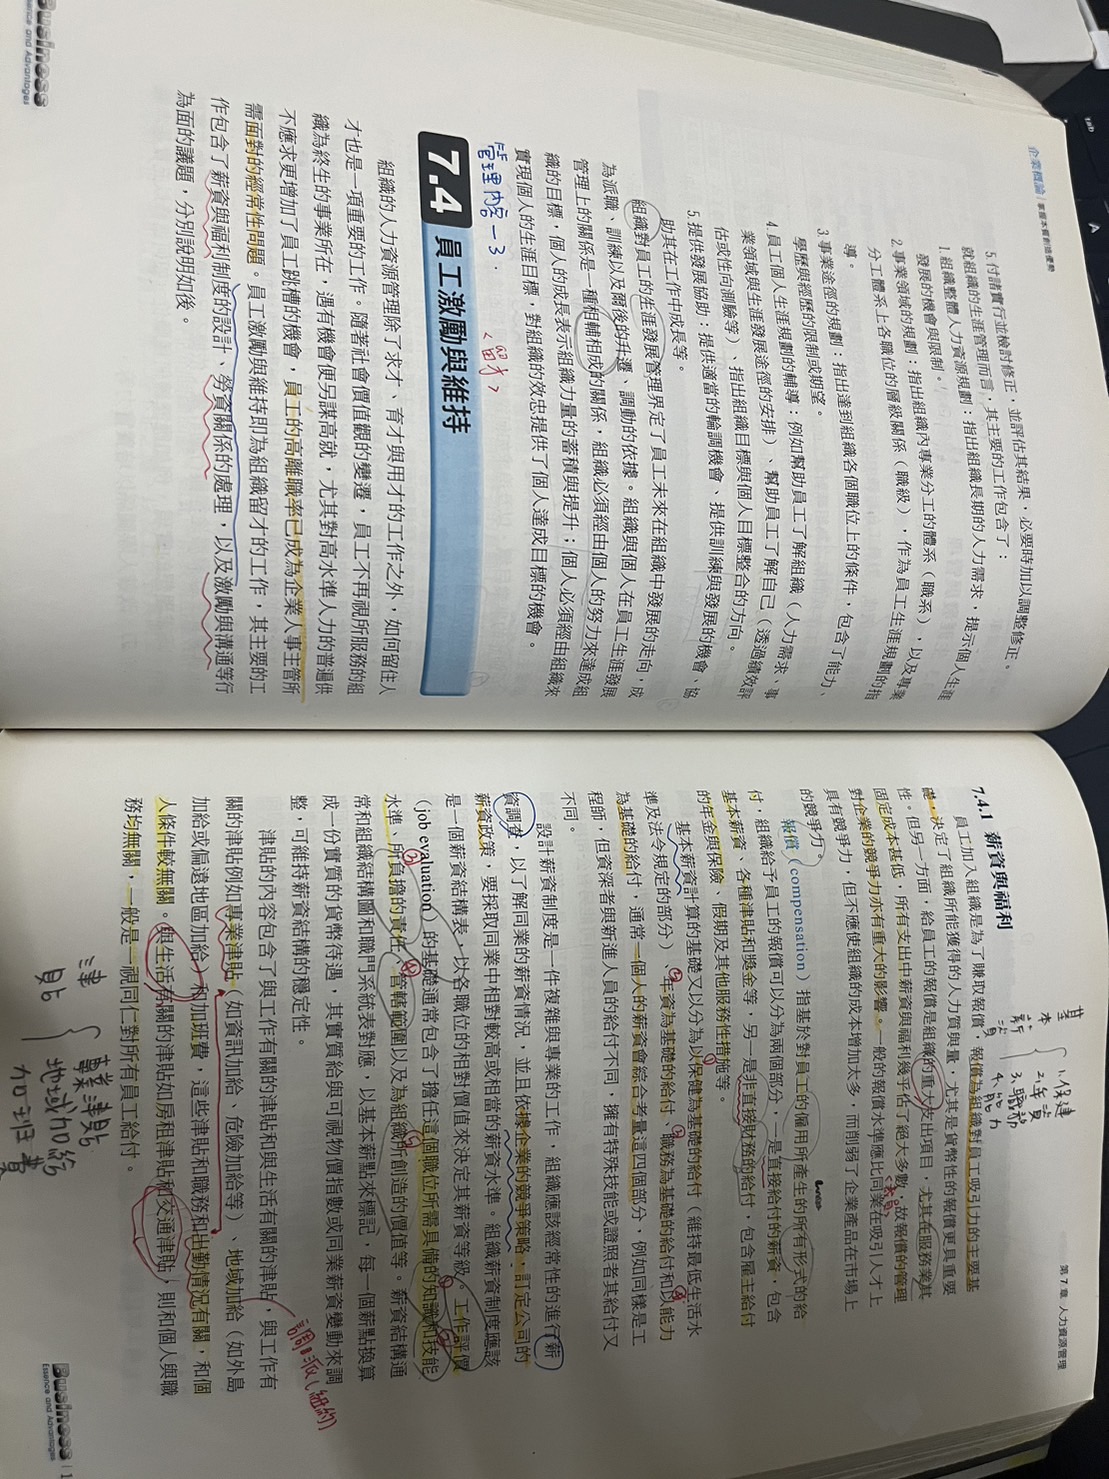 tab
A
企業概論 掌握本質創造優勢
5. 付諸實行並檢討修正，並評估其結果，必要時加以調整修正。
就組織的生涯管理而言，其主要的工作包含了：
1. 組織整體人力資源規劃：指出組織長期的人力需求，提示個人生涯
發展的機會與限制。
2. 事業領域的規劃：指出組織內專業分工的體系（職系），以及專業
分工體系上各職位的層級關係（職級），作為員工生涯規劃的指
導。
3. 事業途徑的規劃：指出達到組織各個職位上的條件，包含了能力、
學歷與經歷的限制或期望。
4. 員工個人生涯規劃的輔導：例如幫助員工了解組織（人力需求、事
業領域與生涯發展途徑的安排）、幫助員工了解自己（透過績效評
估或性向測驗等）、指出組織目標與個人目標整合的方向。
5. 提供發展協助：提供適當的輪調機會、提供訓練與發展的機會、協
助其在工作中成長等。
組織對員工的生涯發展管理界定了員工未來在組織中發展的走向，成
為派職、訓練以及爾後的升遷、調動的依據。組織與個人在員工生涯發展
管理上的關係是一種相輔相成的關係，組織必須經由個人的努力來達成組
織的目標，個人的成長表示組織力量的蓄積與提升；個人必須經由組織來
實現個人的生涯目標，對組織的效忠提供了個人達成目標的機會。
管理內容－3.
<留才>
7.4 員工激勵與維持
組織的人力資源管理除了求才、育才與用才的工作之外，如何留住人
才也是一項重要的工作。隨著社會價值觀的變遷，員工不再視所服務的組
織為終生的事業所在，遇有機會便另謀高就，尤其對高水準人力的普遍供
不應求更增加了員工跳槽的機會，員工的高離職率已成為企業人事主管所
需面對的經常性問題。員工激勵與維持即為組織留才的工作，其主要的工
作包含了薪資與福利制度的設計、勞資關係的處理，以及激勵與溝通等行
為面的議題，分別說明如後。
Business
Essence and Advantages
第 7 章 人力資源管理
基本薪資
1. 保健
2. 年資
3. 職務
4. 能力
7.4.1 薪資與福利
員工加入組織是為了賺取報償，報償為組織對員工吸引力的主要基
礎，決定了組織所能獲得的人力質與量，尤其是貨幣性的報償更具重要
性。但另一方面，給員工的報償是組織的重大支出項目，尤其在服務業其
固定成本甚低，所有支出中薪資與福利幾乎佔了絕大多數，故報償的管理
對企業的競爭力亦有重大的影響。一般的報償水準應比同業在吸引人才上
具有競爭力，但不應使組織的成本增加太多，而削弱了企業產品在市場上
的競爭力。
報償（compensation）指基於對員工的僱用所產生的所有形式的給
付，組織給予員工的報償可以分為兩個部分，一是直接給付的薪資，包含
基本薪資、各種津貼和獎金等，另一是非直接財務的給付，包含雇主給付
的年金與保險、假期及其他服務性措施等。
①
基本薪資計算的基礎又以分為以保健為基礎的給付（維持最低生活水
② ③ ④
準及法令規定的部分）、年資為基礎的給付、職務為基礎的給付和以能力
為基礎的給付，通常一個人的薪資會綜合考量這四個部分，例如同樣是工
程師，但資深者與新進人員的給付不同，擁有特殊技能或證照者其給付又
不同。
設計薪資制度是一件複雜與專業的工作，組織應該經常性的進行薪
資調查，以了解同業的薪資情況，並且依據企業的競爭策略，訂定公司的
薪資政策，要採取同業中相對較高或相當的薪資水準。組織薪資制度應該
是一個薪資結構表，以各職位的相對價值來決定其薪資等級。工作評價
① ②
（job evaluation）的基礎通常包含了擔任這個職位所需具備的知識和技能
③ ④ ⑤
水準、所負擔的責任、管轄範圍以及為組織所創造的價值等。薪資結構通
常和組織結構圖和職門系統表對應，以基本薪點來標記，每一個薪點換算
成一份實質的貨幣待遇，其實質給與可視物價指數或同業薪資變動來調
整，可維持薪資結構的穩定性。
調派(紐約)
津貼的內容包含了與工作有關的津貼和與生活有關的津貼，與工作有
關的津貼例如專業津貼（如資訊加給、危險加給等）、地域加給（如外島
加給或偏遠地區加給）和加班費，這些津貼和職務和出勤情況有關，和個
人條件較無關。與生活有關的津貼如房租津貼和交通津貼，則和個人與職
務均無關，一般是一視同仁對所有員工給付。
津貼
專業津貼
地域加給
加班費
Business
Essence and Advantages
1